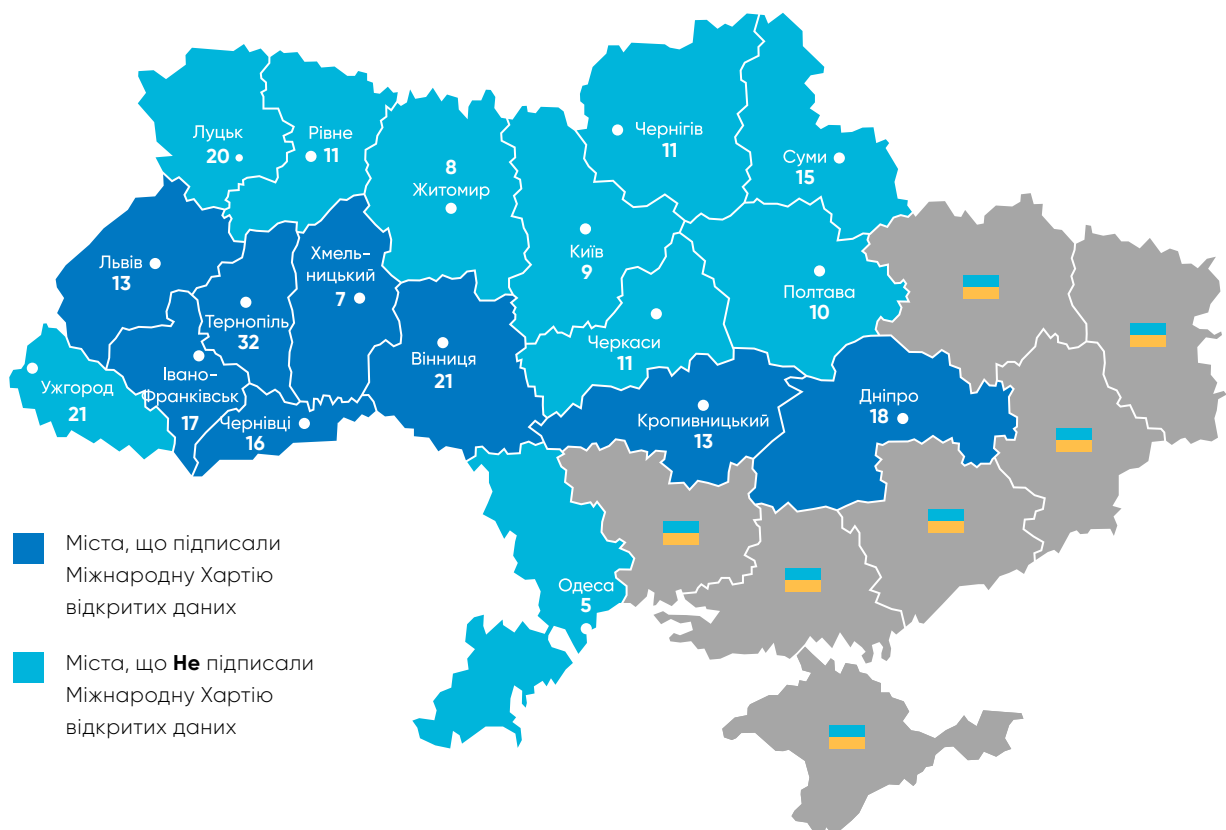 Луцьк
20
Рівне
11
8
Житомир
Чернігів
11
Суми
15
Київ
9
Полтава
10
Черкаси
11
Львів
13
Хмель-
ницький
7
Тернопіль
32
Вінниця
21
Ужгород
21
Івано-
Франківськ
17
Чернівці
16
Кропивницький
13
Дніпро
18
Одеса
5
Міста, що підписали
Міжнародну Хартію
відкритих даних
Міста, що Не підписали
Міжнародну Хартію
відкритих даних